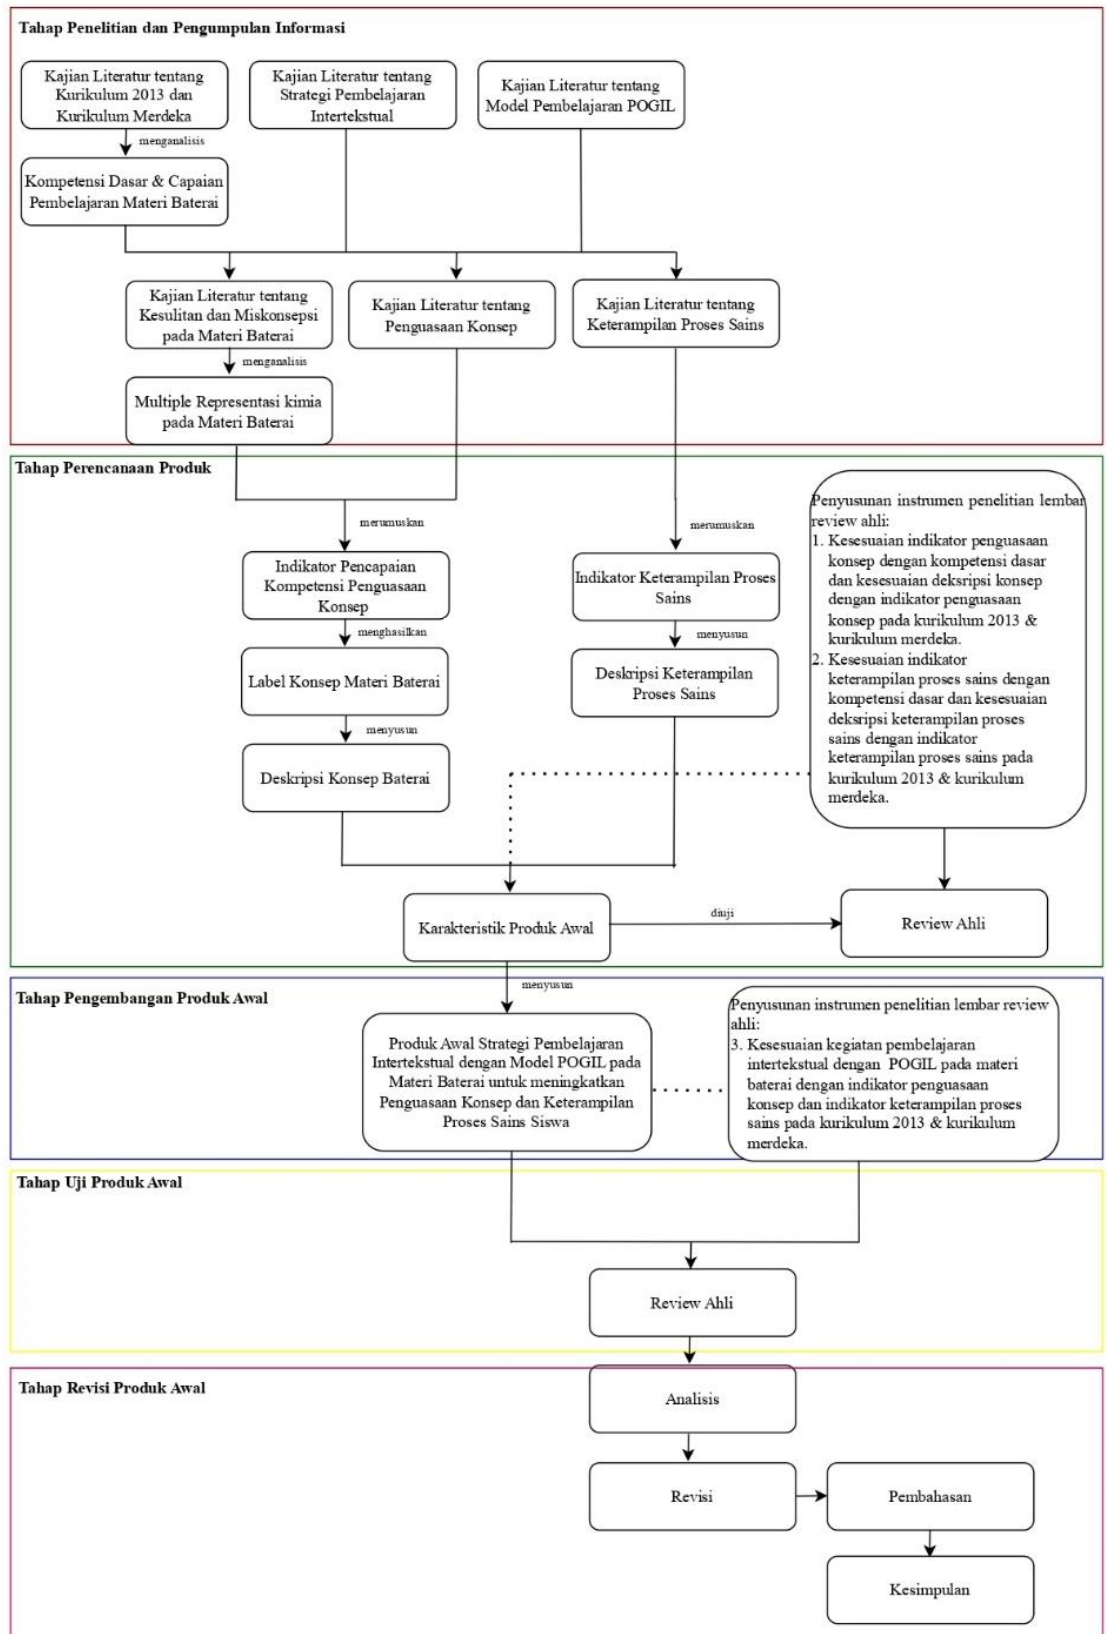 Tahap Penelitian dan Pengumpulan Informasi
Kajian Literatur tentang
Kurikulum 2013 dan
Kurikulum Merdeka
Kajian Literatur tentang
Strategi Pembelajaran
Intertekstual
Kajian Literatur tentang
Model Pembelajaran POGIL
menganalisis
Kompetensi Dasar & Capaian
Pembelajaran Materi Baterai
Kajian Literatur tentang
Kesulitan dan Miskonsepsi
pada Materi Baterai
Kajian Literatur tentang
Penguasaan Konsep
Kajian Literatur tentang
Keterampilan Proses Sains
menganalisis
Multiple Representasi kimia
pada Materi Baterai
Tahap Perencanaan Produk
merumuskan
merumuskan
Indikator Pencapaian
Kompetensi Penguasaan
Konsep
Indikator Keterampilan Proses
Sains
menghasilkan
menyusun
Label Konsep Materi Baterai
Deskripsi Keterampilan
Proses Sains
menyusun
Deskripsi Konsep Baterai
Penyusunan instrumen penelitian lembar
review ahli:
1. Kesesuaian indikator penguasaan
konsep dengan kompetensi dasar
dan kesesuaian deksripsi konsep
dengan indikator penguasaan
konsep pada kurikulum 2013 &
kurikulum merdeka.
2. Kesesuaian indikator
keterampilan proses sains dengan
kompetensi dasar dan kesesuaian
deksripsi keterampilan proses
sains dengan indikator
keterampilan proses sains pada
kurikulum 2013 & kurikulum
merdeka.
Karakteristik Produk Awal
diuji
Review Ahli
menyusun
Tahap Pengembangan Produk Awal
Produk Awal Strategi Pembelajaran
Intertekstual dengan Model POGIL pada
Materi Baterai untuk meningkatkan
Penguasaan Konsep dan Keterampilan
Proses Sains Siswa
Penyusunan instrumen penelitian lembar review
ahli:
3. Kesesuaian kegiatan pembelajaran
intertekstual dengan POGIL pada materi
baterai dengan indikator penguasaan
konsep dan indikator keterampilan proses
sains pada kurikulum 2013 & kurikulum
merdeka.
Tahap Uji Produk Awal
Review Ahli
Tahap Revisi Produk Awal
Analisis
Revisi
Pembahasan
Kesimpulan